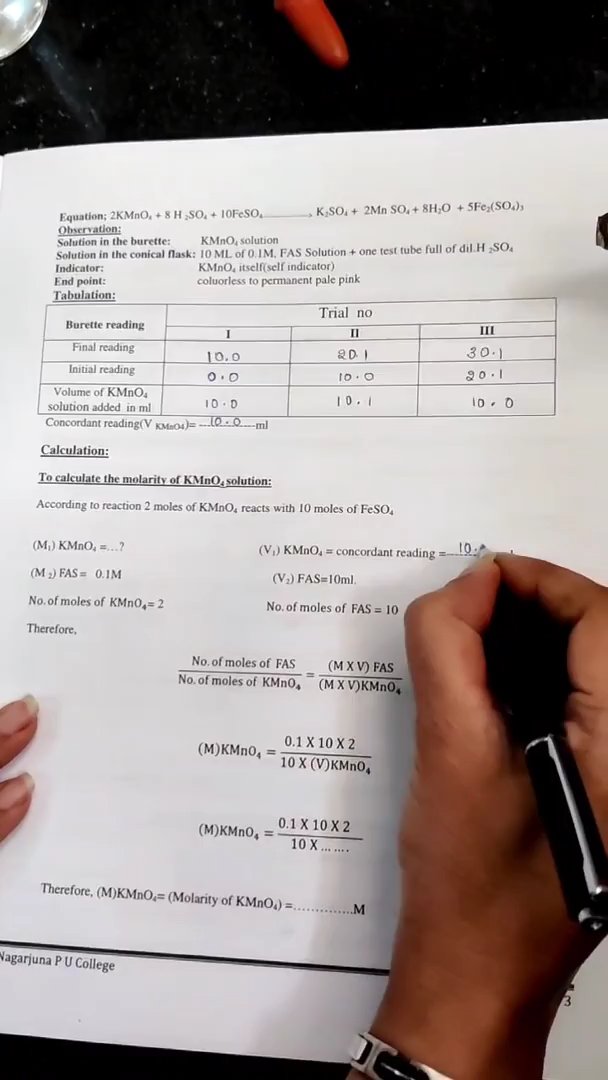 Equation; 2KMnO₄ + 8 H ₂SO₄ + 10FeSO₄ → K₂SO₄ + 2Mn SO₄ + 8H₂O + 5Fe₂(SO₄)₃
Observation:
Solution in the burette: KMnO₄ solution
Solution in the conical flask: 10 ML of 0.1M, FAS Solution + one test tube full of dil.H ₂SO₄
Indicator: KMnO₄ itself(self indicator)
End point: coluorless to permanent pale pink
Tabulation:
Burette reading Trial no
I II III
Final reading 10.0 20.1 30.1
Initial reading 0.0 10.0 20.1
Volume of KMnO₄
solution added in ml 10.0 10.1 10.0
Concordant reading(V KMnO4)= 10.0 ml
Calculation:
To calculate the molarity of KMnO₄ solution:
According to reaction 2 moles of KMnO₄ reacts with 10 moles of FeSO₄
(M₁) KMnO₄ =...? (V₁) KMnO₄ = concordant reading = 10.
(M ₂) FAS = 0.1M (V₂) FAS=10ml.
No. of moles of KMnO₄= 2 No. of moles of FAS = 10
Therefore,
No. of moles of FAS (M X V) FAS
=
No. of moles of KMnO₄ (M X V)KMnO₄
0.1 X 10 X 2
(M)KMnO₄ =
10 X (V)KMnO₄
0.1 X 10 X 2
(M)KMnO₄ =
10 X ... ....
Therefore, (M)KMnO₄= (Molarity of KMnO₄) =.............M
Nagarjuna P U College
3